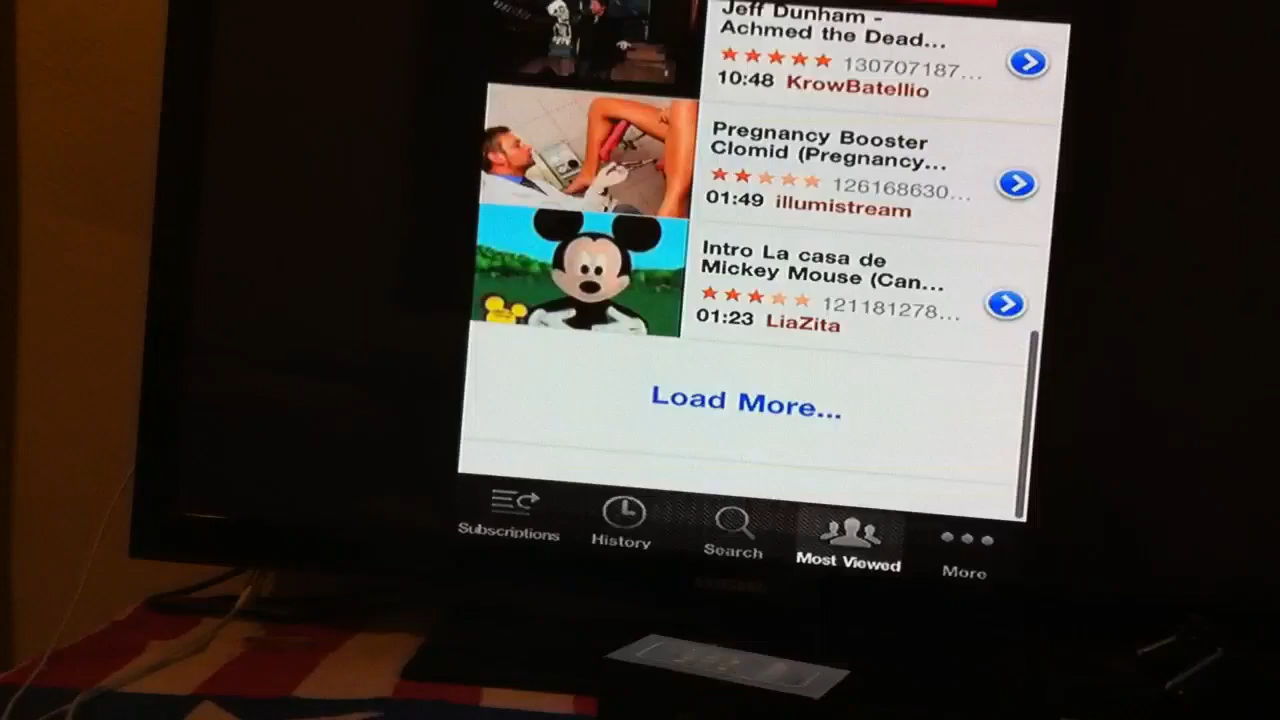 Jeff Dunham -
Achmed the Dead...
130707187...
10:48 KrowBatellio
Pregnancy Booster
Clomid (Pregnancy...
126168630...
01:49 illumistream
Intro La casa de
Mickey Mouse (Can...
121181278...
01:23 LiaZita
Load More...
Subscriptions
History
Search
Most Viewed
More